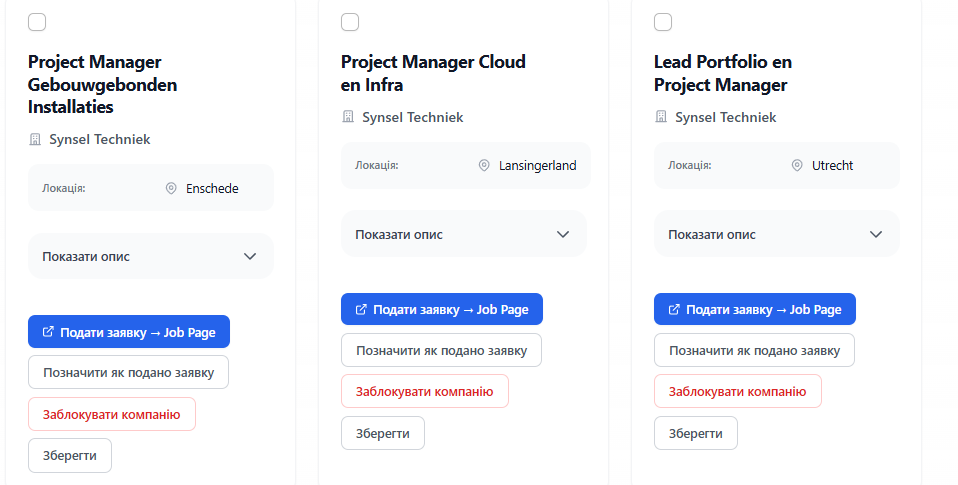 Project Manager
Gebouwgebonden
Installaties
Synsel Techniek
Локація:
Enschede
Показати опис
Подати заявку → Job Page
Позначити як подано заявку
Заблокувати компанію
Зберегти
Project Manager Cloud
en Infra
Synsel Techniek
Локація:
Lansingerland
Показати опис
Подати заявку → Job Page
Позначити як подано заявку
Заблокувати компанію
Зберегти
Lead Portfolio en
Project Manager
Synsel Techniek
Локація:
Utrecht
Показати опис
Подати заявку → Job Page
Позначити як подано заявку
Заблокувати компанію
Зберегти